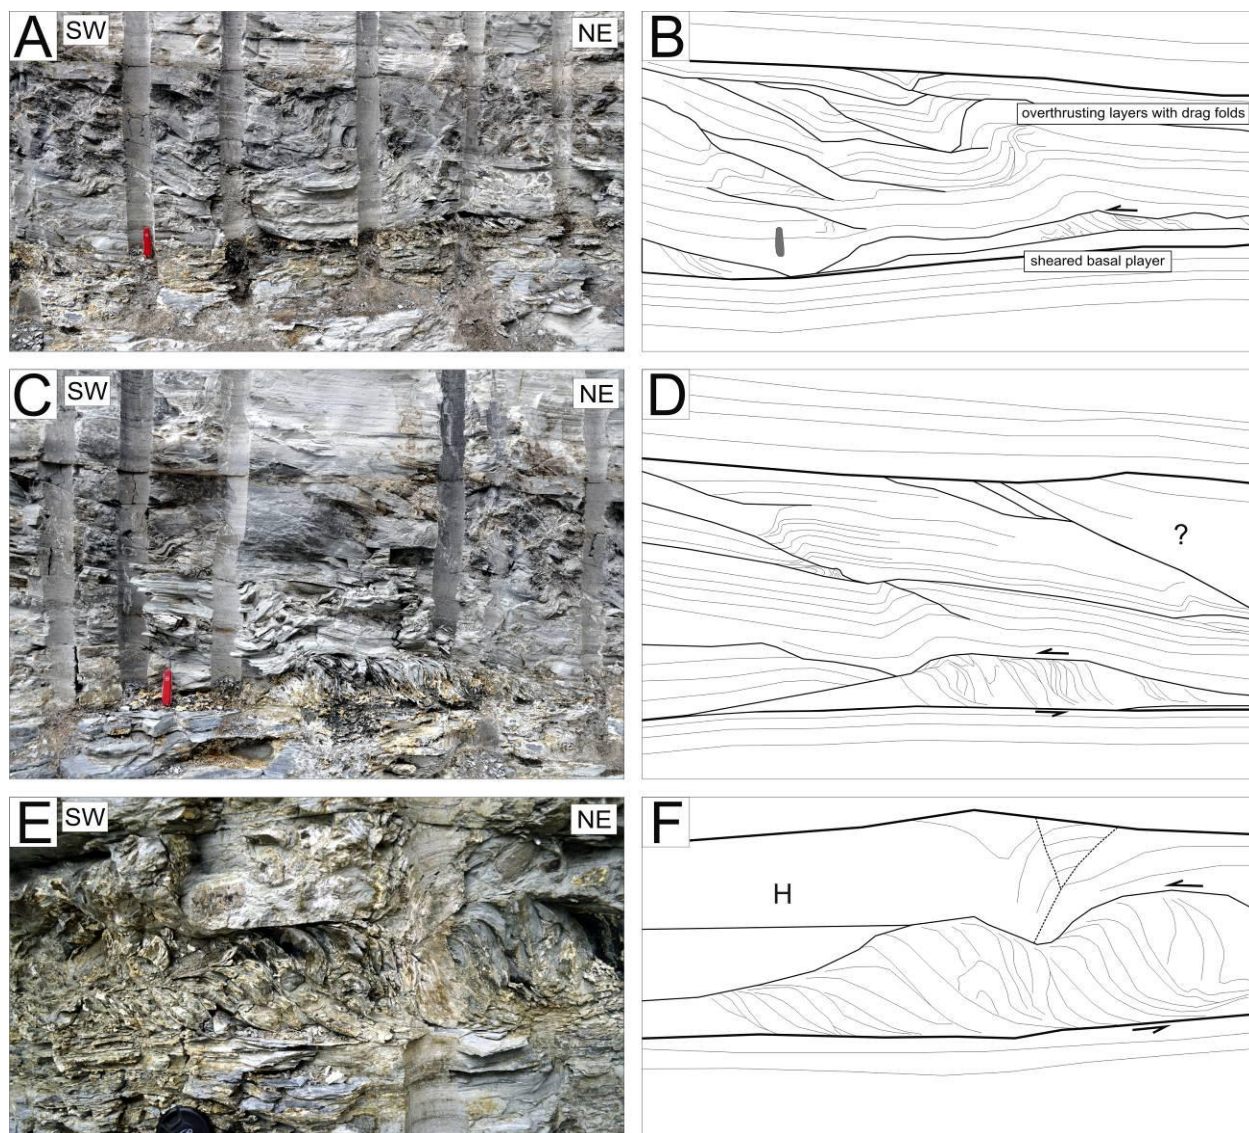 A
SW
NE
B
overthrusting layers with drag folds
sheared basal player
C
SW
NE
D
?
E
SW
NE
F
H